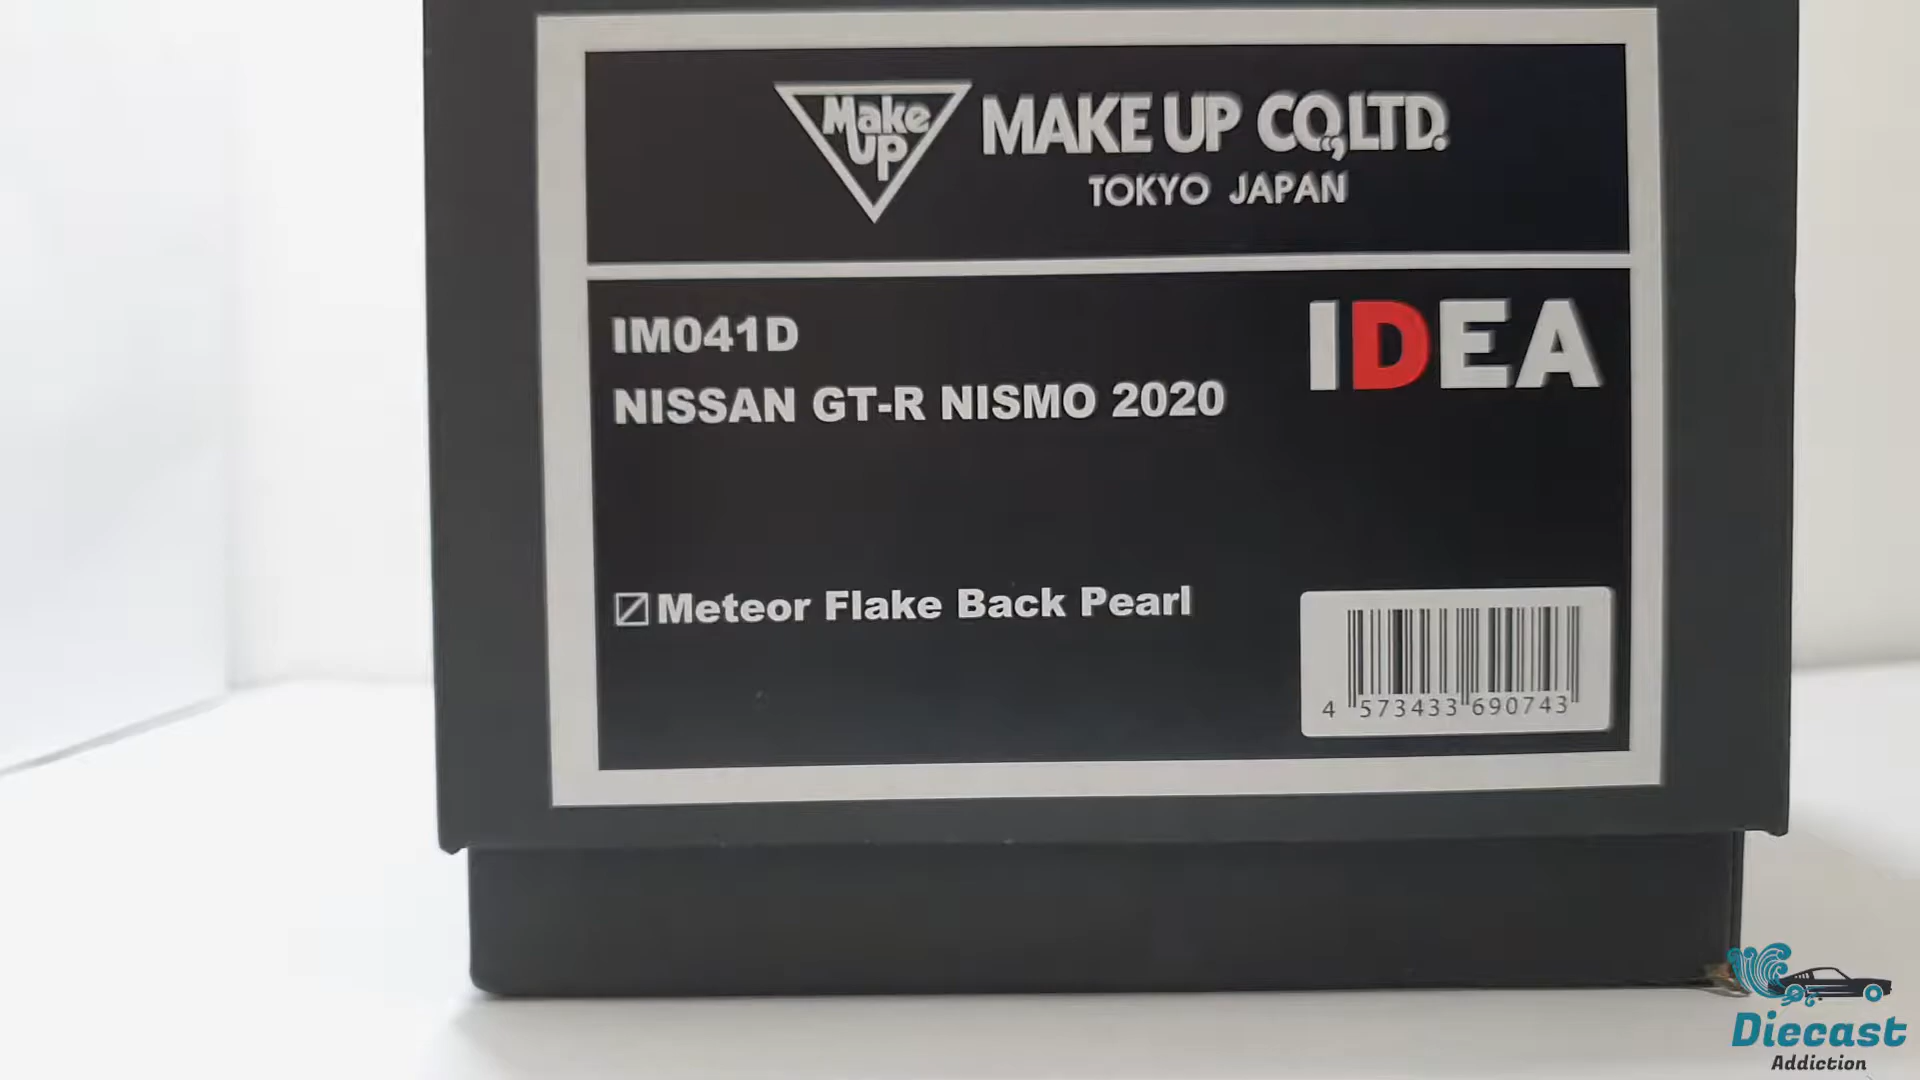 Make Up
MAKE UP CO.,LTD.
TOKYO JAPAN
IM041D
IDEA
NISSAN GT-R NISMO 2020
Meteor Flake Back Pearl
4 573433 690743
Diecast
Addiction